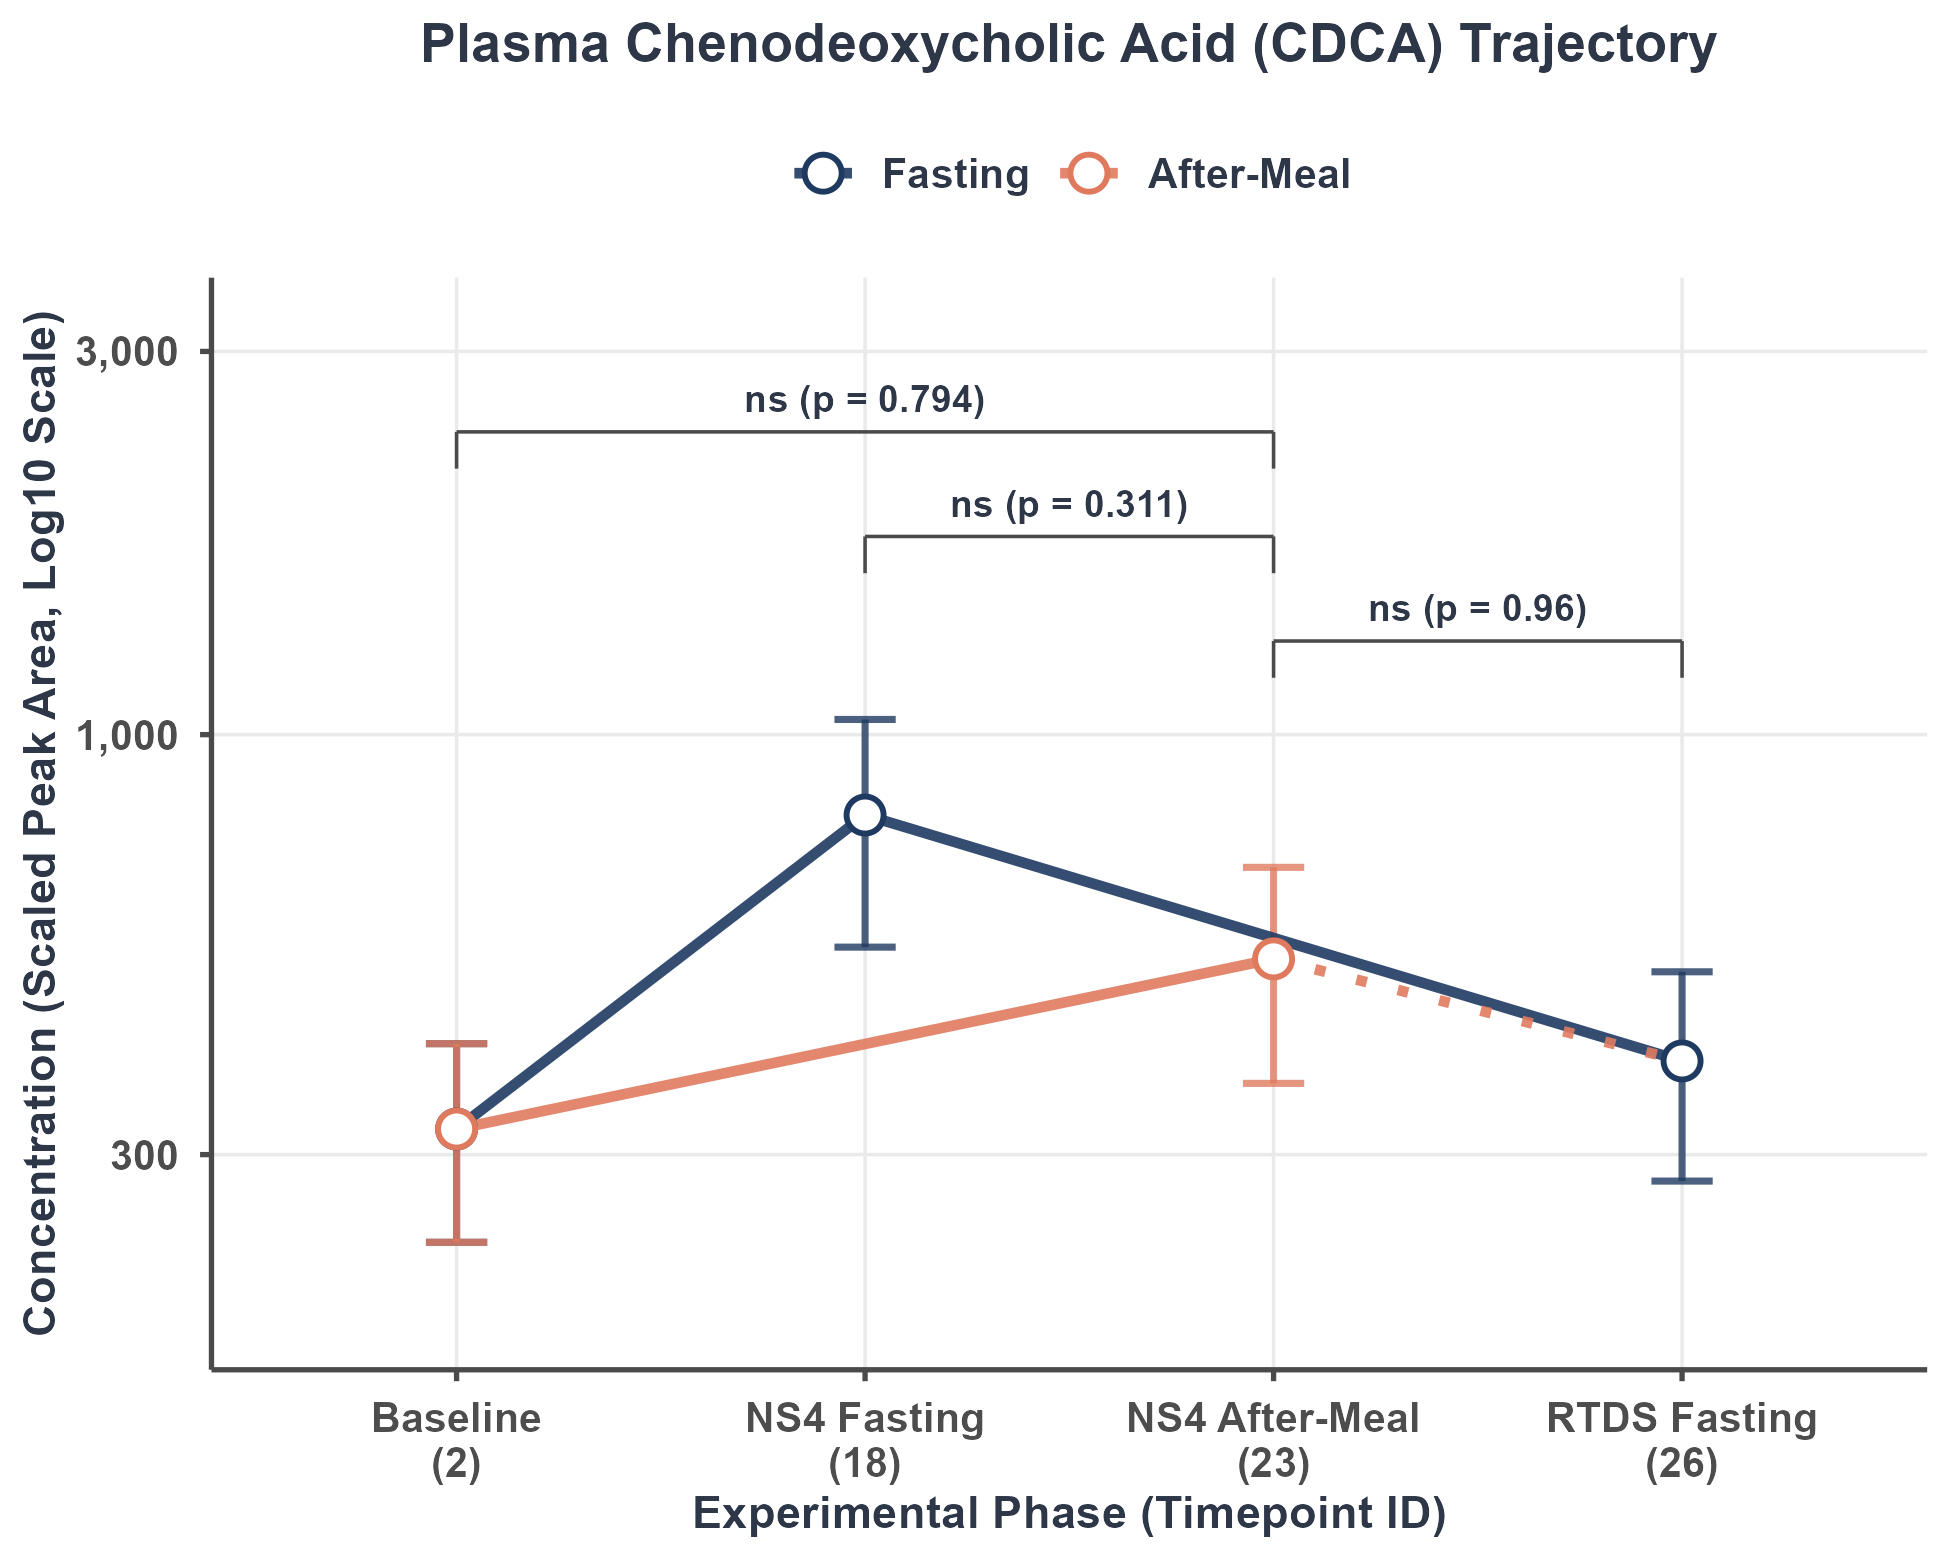 Plasma Chenodeoxycholic Acid (CDCA) Trajectory
Fasting
After-Meal
Concentration (Scaled Peak Area, Log10 Scale)
3,000
1,000
300
ns (p = 0.794)
ns (p = 0.311)
ns (p = 0.96)
Baseline
(2)
NS4 Fasting
(18)
NS4 After-Meal
(23)
RTDS Fasting
(26)
Experimental Phase (Timepoint ID)